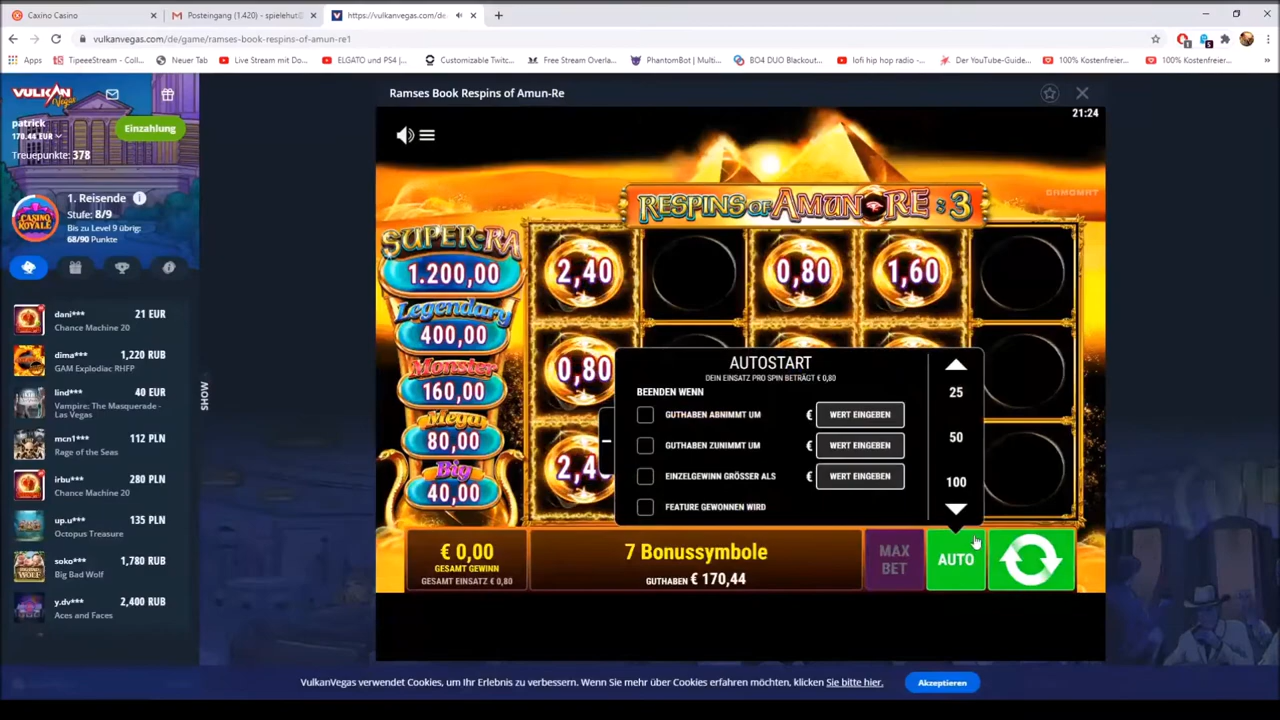 Caxino Casino
Posteingang (1.420) - spielehut
https://vulkanvegas.com/de
vulkanvegas.com/de/game/ramses-book-respins-of-amun-re1
Apps
TipeeeStream - Coll...
Neuer Tab
Live Stream mit Do...
ELGATO und PS4 |...
Customizable Twitc...
Free Stream Overla...
PhantomBot | Multi...
BO4 DUO Blackout...
lofi hip hop radio -...
Der YouTube-Guide...
100% Kostenfreier...
100% Kostenfreier...
VULKAN
Vegas
patrick
170.44 EUR
Einzahlung
Treuepunkte: 378
1. Reisende
Stufe: 8/9
Bis zu Level 9 übrig:
68/90 Punkte
CASINO
ROYALE
dani***
21 EUR
Chance Machine 20
dima***
1,220 RUB
GAM Explodiac RHFP
lind***
40 EUR
Vampire: The Masquerade -
Las Vegas
mcn1***
112 PLN
Rage of the Seas
irbu***
280 PLN
Chance Machine 20
up.u***
135 PLN
Octopus Treasure
soko***
1,780 RUB
Big Bad Wolf
y.dv***
2,400 RUB
Aces and Faces
SHOW
Ramses Book Respins of Amun-Re
21:24
GAMOMAT
RESPINS OF AMUN RE : 3
SUPER-RA
1.200,00
Legendary
400,00
Monster
160,00
Mega
80,00
Big
40,00
2,40
0,80
1,60
0,80
2,40
AUTOSTART
DEIN EINSATZ PRO SPIN BETRÄGT € 0,80
BEENDEN WENN
GUTHABEN ABNIMMT UM
€
WERT EINGEBEN
GUTHABEN ZUNIMMT UM
€
WERT EINGEBEN
EINZELGEWINN GRÖSSER ALS
€
WERT EINGEBEN
FEATURE GEWONNEN WIRD
25
50
100
€ 0,00
GESAMT GEWINN
GESAMT EINSATZ € 0,80
7 Bonussymbole
GUTHABEN € 170,44
MAX
BET
AUTO
VulkanVegas verwendet Cookies, um Ihr Erlebnis zu verbessern. Wenn Sie mehr über Cookies erfahren möchten, klicken Sie bitte hier.
Akzeptieren